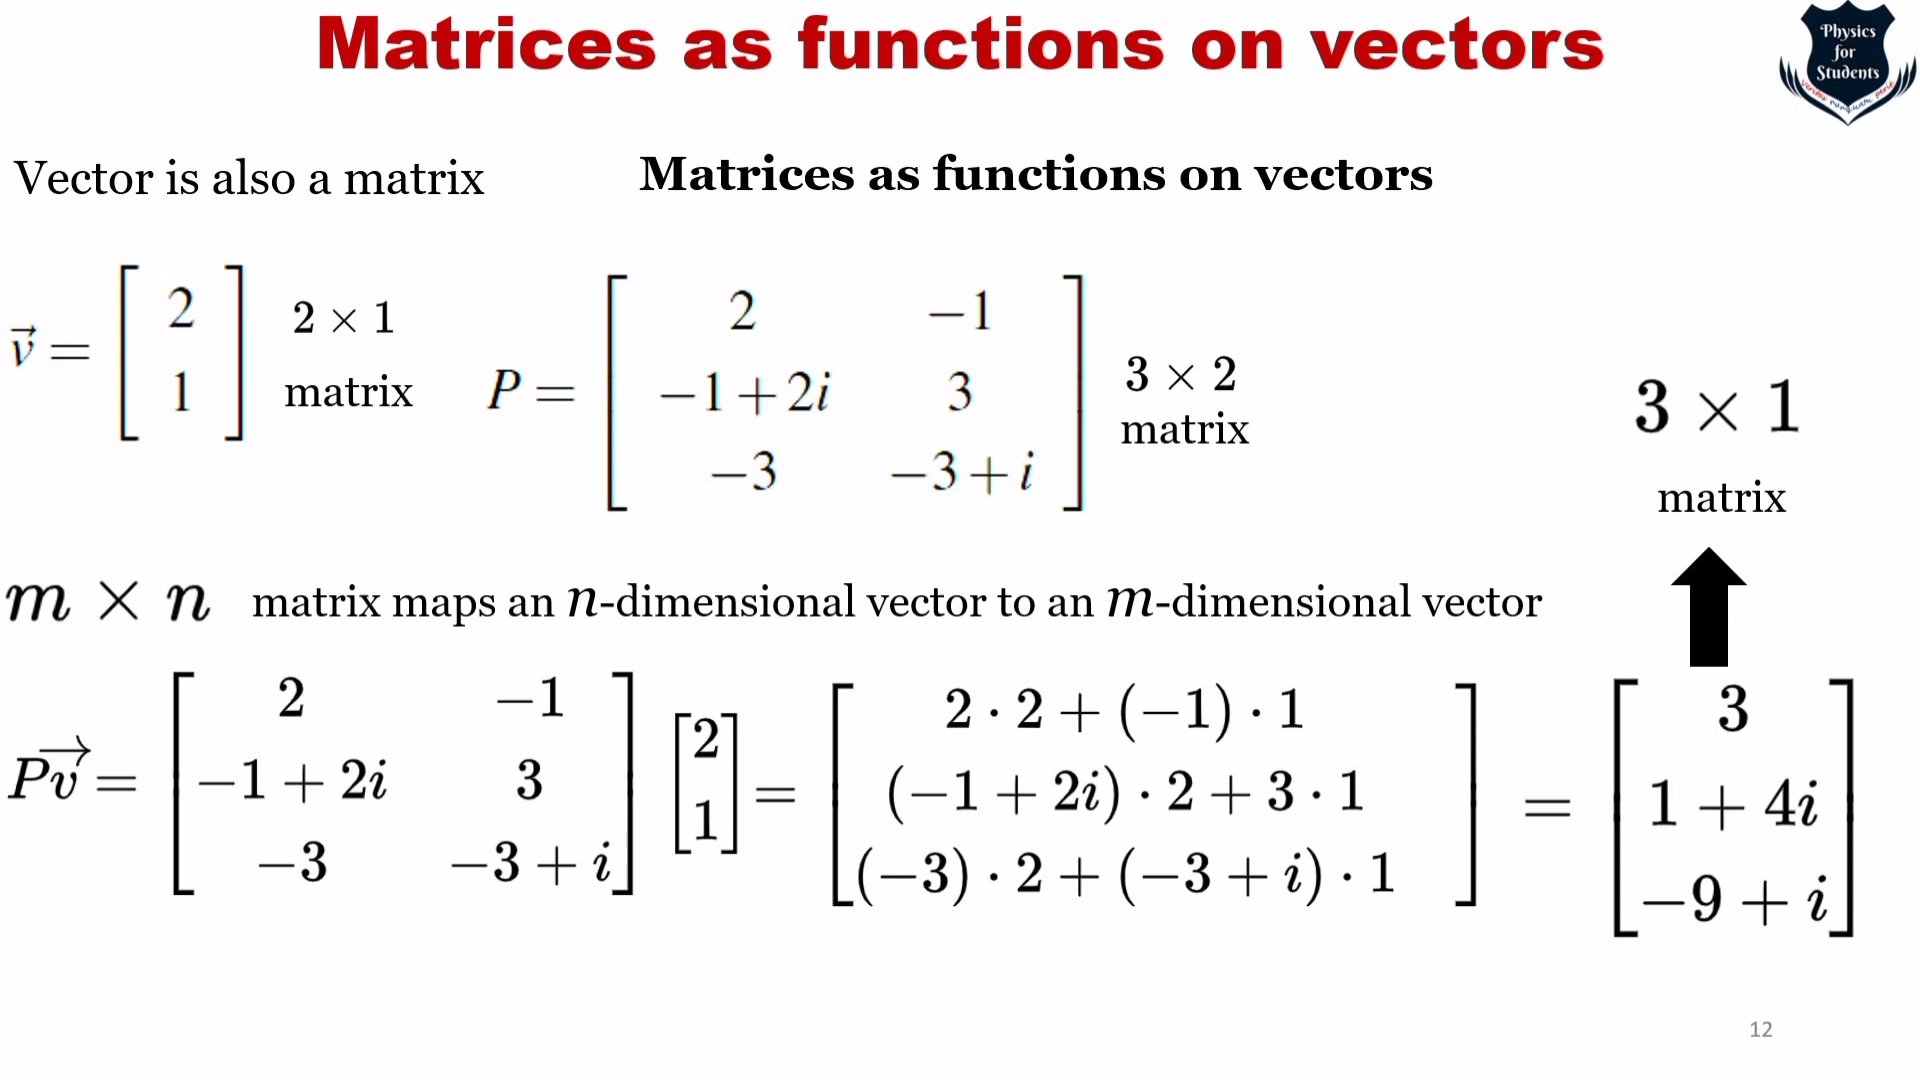 Matrices as functions on vectors
Physics
for
Students
Vector is also a matrix
Matrices as functions on vectors
v⃗ = [ 2 ; 1 ]
2 × 1
matrix
P = [ 2 −1 ; −1+2i 3 ; −3 −3+i ]
3 × 2
matrix
3 × 1
matrix
m × n matrix maps an n-dimensional vector to an m-dimensional vector
Pv⃗ = [ 2 −1 ; −1 + 2i 3 ; −3 −3 + i ] [ 2 ; 1 ] = [ 2 · 2 + (−1) · 1 ; (−1 + 2i) · 2 + 3 · 1 ; (−3) · 2 + (−3 + i) · 1 ] = [ 3 ; 1 + 4i ; −9 + i ]
12